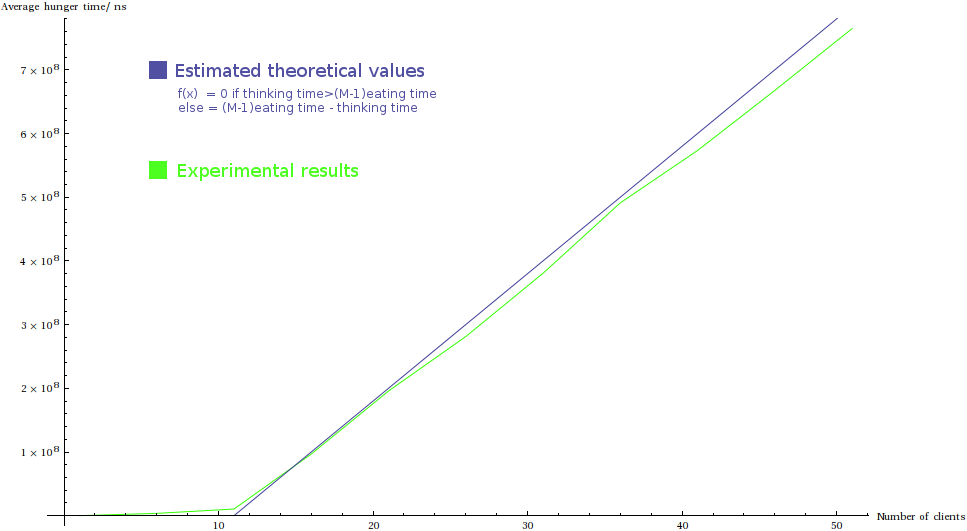 Average hunger time/ ns
7 × 10⁸
Estimated theoretical values
f(x) = 0 if thinking time>(M-1)eating time
else = (M-1)eating time - thinking time
6 × 10⁸
Experimental results
5 × 10⁸
4 × 10⁸
3 × 10⁸
2 × 10⁸
1 × 10⁸
10 20 30 40 50 Number of clients